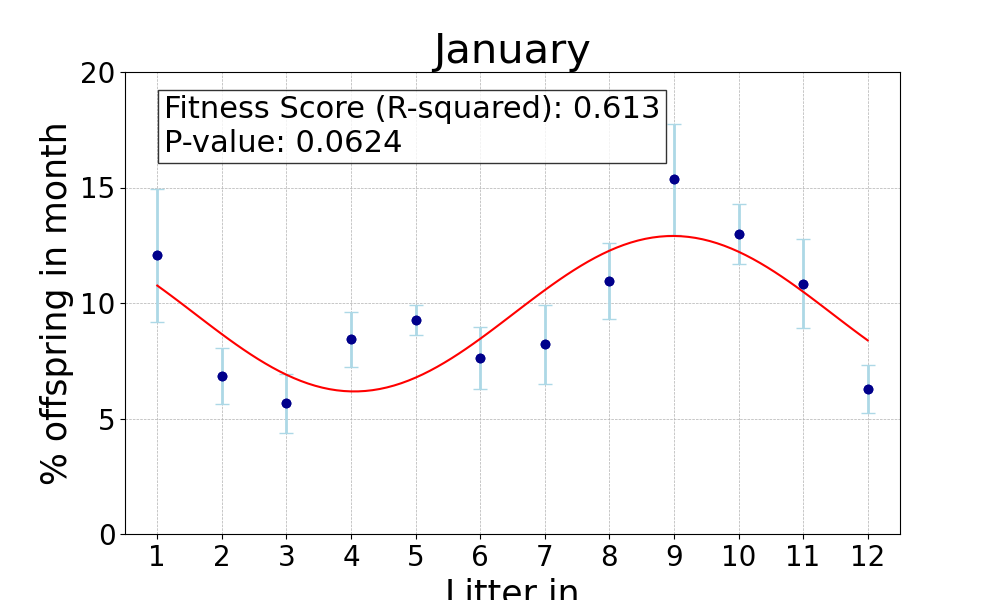 January
Fitness Score (R-squared): 0.613
P-value: 0.0624
% offspring in month
20
15
10
5
0
1 2 3 4 5 6 7 8 9 10 11 12
Litter in